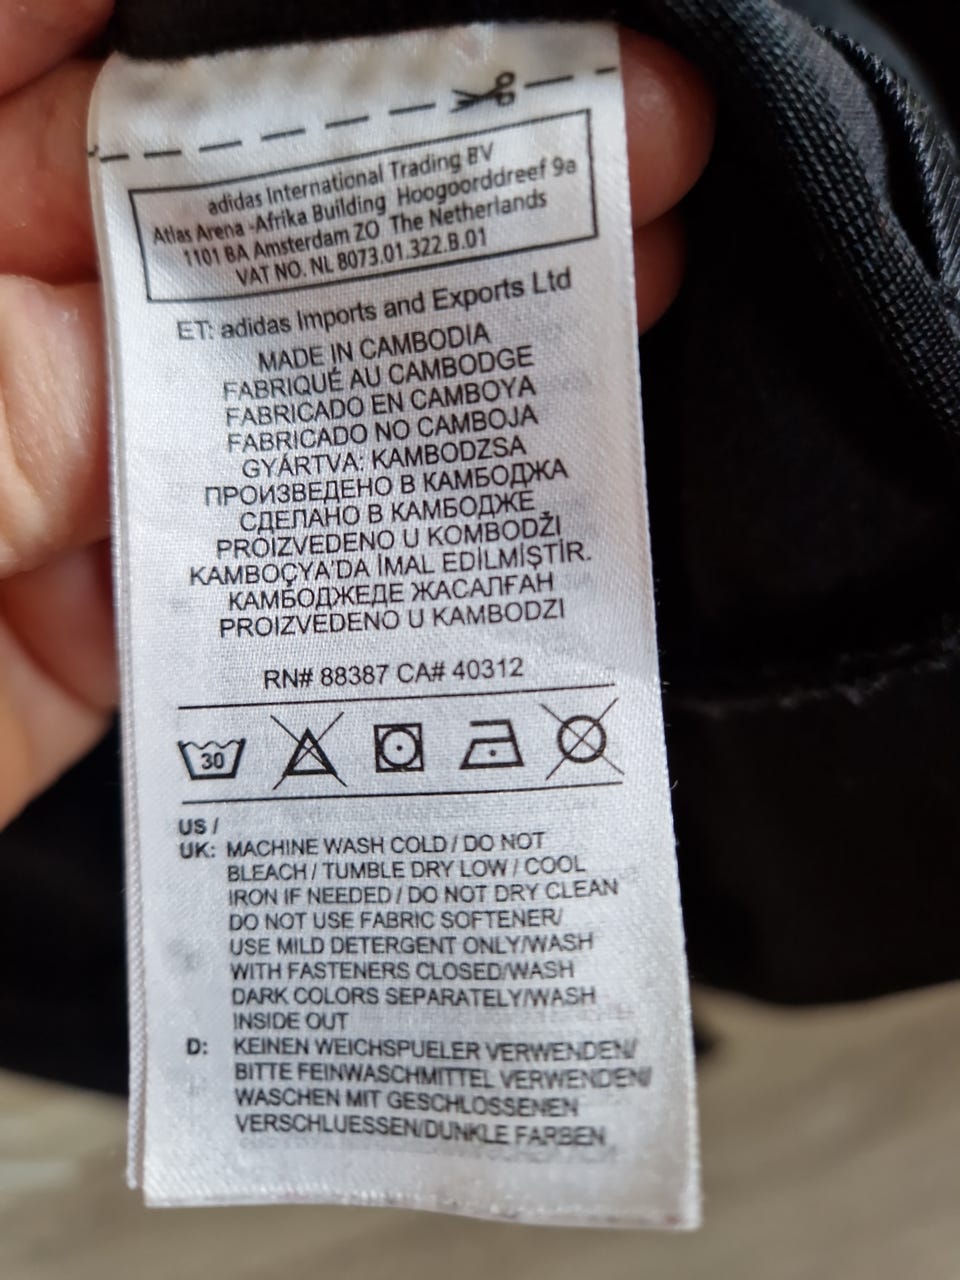 adidas International Trading BV
Atlas Arena -Afrika Building Hoogoorddreef 9a
1101 BA Amsterdam ZO The Netherlands
VAT NO. NL 8073.01.322.B.01
ET: adidas Imports and Exports Ltd
MADE IN CAMBODIA
FABRIQUÉ AU CAMBODGE
FABRICADO EN CAMBOYA
FABRICADO NO CAMBOJA
GYÁRTVA: KAMBODZSA
ПРОИЗВЕДЕНО В КАМБОДЖА
СДЕЛАНО В КАМБОДЖЕ
PROIZVEDENO U KOMBODŽI
KAMBOÇYA'DA İMAL EDİLMİŞTİR.
КАМБОДЖЕДЕ ЖАСАЛҒАН
PROIZVEDENO U KAMBODZI
RN# 88387 CA# 40312
30
US /
UK: MACHINE WASH COLD / DO NOT
BLEACH / TUMBLE DRY LOW / COOL
IRON IF NEEDED / DO NOT DRY CLEAN
DO NOT USE FABRIC SOFTENER/
USE MILD DETERGENT ONLY/WASH
WITH FASTENERS CLOSED/WASH
DARK COLORS SEPARATELY/WASH
INSIDE OUT
D: KEINEN WEICHSPUELER VERWENDEN/
BITTE FEINWASCHMITTEL VERWENDEN/
WASCHEN MIT GESCHLOSSENEN
VERSCHLUESSEN/DUNKLE FARBEN